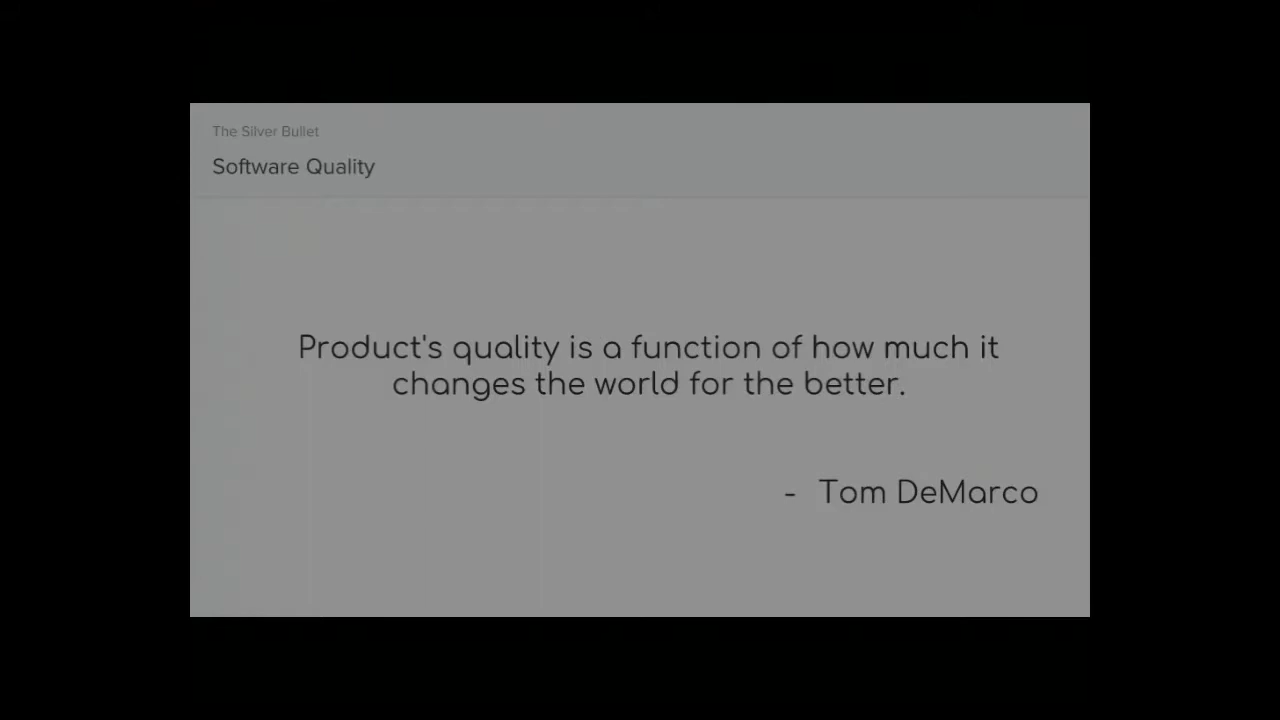 The Silver Bullet
Software Quality
Product's quality is a function of how much it
changes the world for the better.
- Tom DeMarco